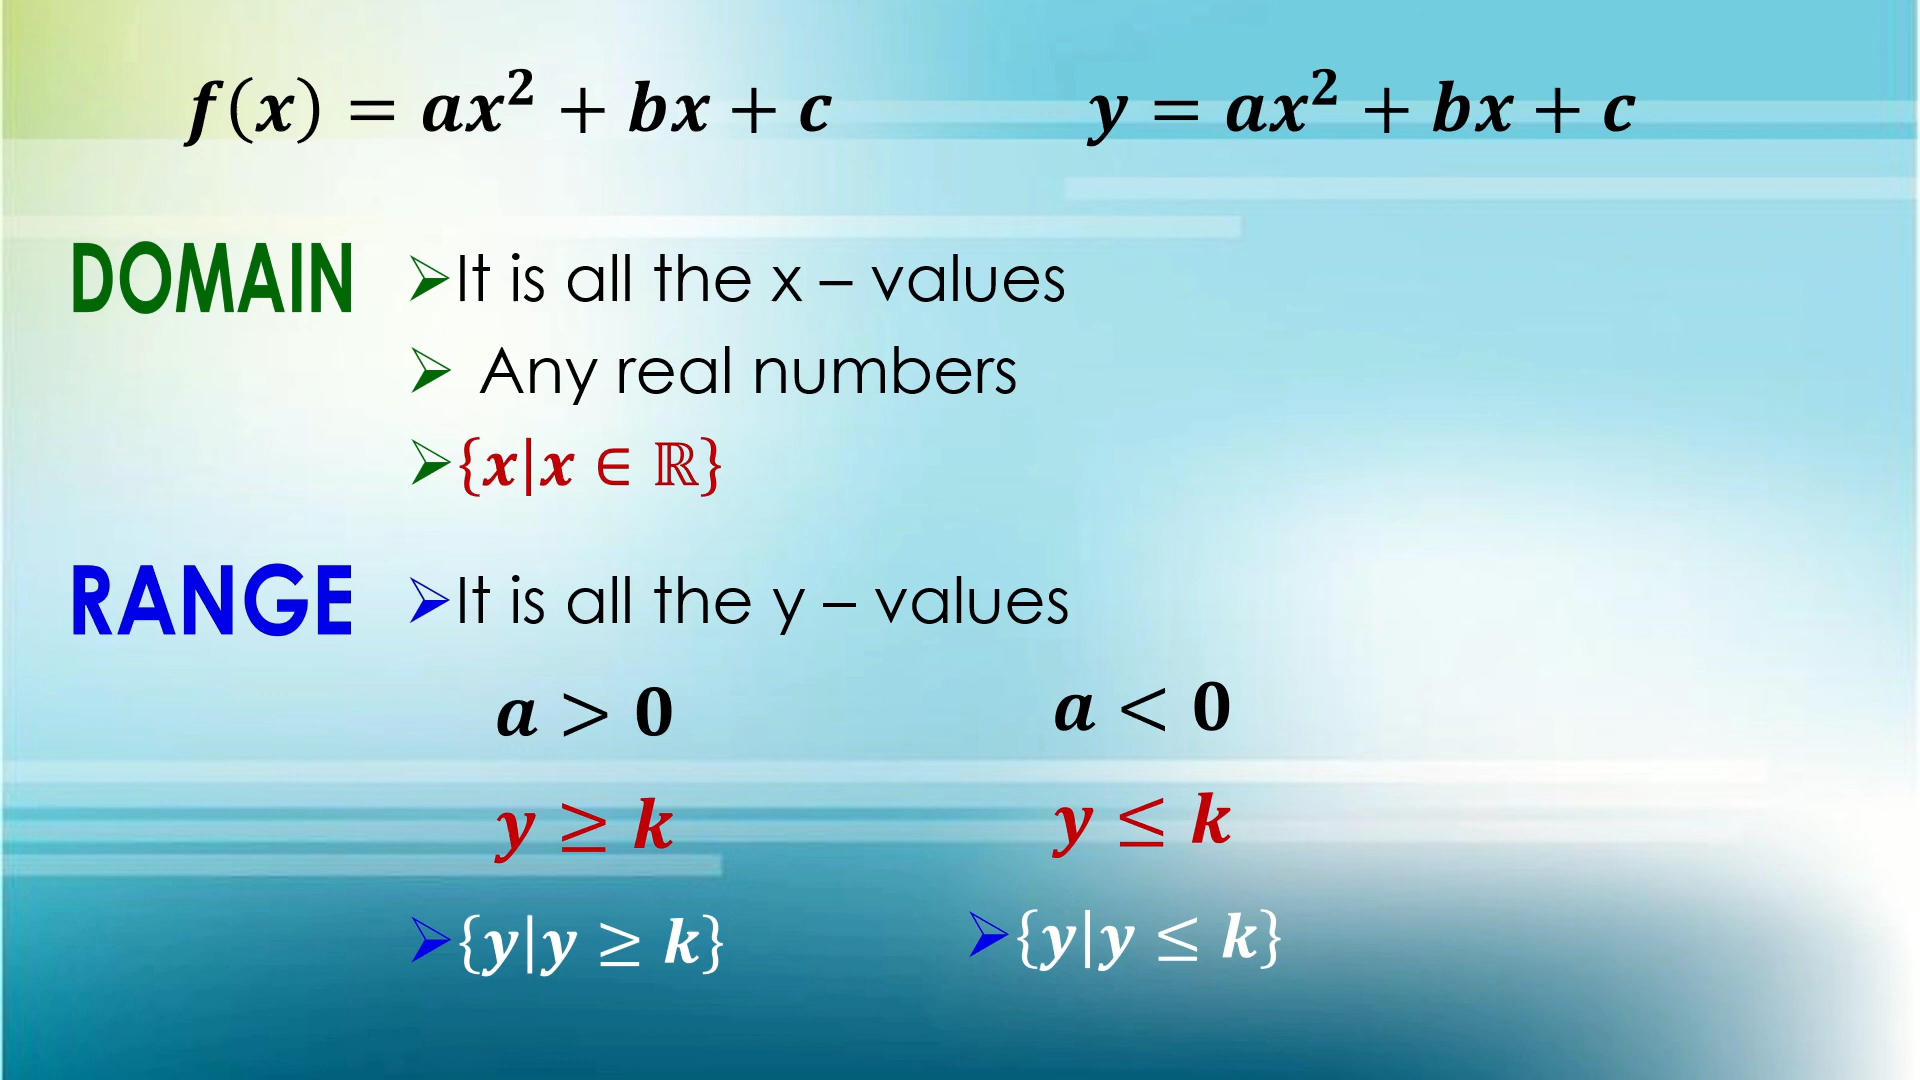 f(x) = ax² + bx + c y = ax² + bx + c
DOMAIN ➢It is all the x – values
➢ Any real numbers
➢{x|x ∈ ℝ}
RANGE ➢It is all the y – values
a > 0 a < 0
y ≥ k y ≤ k
➢{y|y ≥ k} ➢{y|y ≤ k}